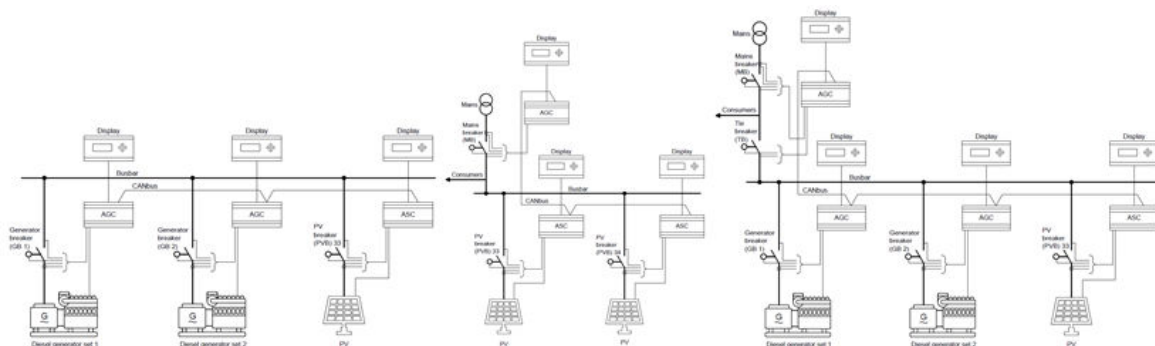 Display
Display
Display
Busbar
CANbus
AGC
AGC
ASC
Generator
breaker
(GB 1)
Generator
breaker
(GB 2)
PV
breaker
(PVB) 33
G
G
Diesel generator set 1
Diesel generator set 2
PV
Display
Mains
AGC
Mains
breaker
(MB)
Display
Display
Consumers
Busbar
CANbus
ASC
ASC
PV
breaker
(PVB) 33
PV
breaker
PV
PV
Display
Mains
Mains
breaker
(MB)
AGC
Consumers
Tie
breaker
(TB)
Display
Display
Display
Busbar
CANbus
AGC
AGC
ASC
Generator
breaker
(GB 1)
Generator
breaker
(GB 2)
PV
breaker
(PVB) 33
G
G
Diesel generator set 1
Diesel generator set 2
PV